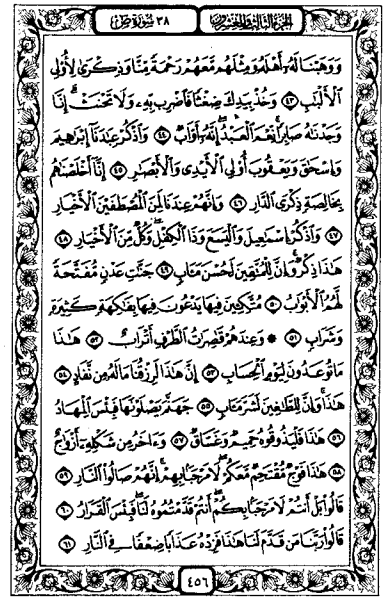 ٣٨ سورة ص الجزء الثالث والعشرون
وَوَهَبْنَا لَهُۥٓ أَهْلَهُۥ وَمِثْلَهُم مَّعَهُمْ رَحْمَةً مِّنَّا وَذِكْرَىٰ لِأُو۟لِى
ٱلْأَلْبَٰبِ ٤٣ وَخُذْ بِيَدِكَ ضِغْثًا فَٱضْرِب بِّهِۦ وَلَا تَحْنَثْ إِنَّا
وَجَدْنَٰهُ صَابِرًا نِّعْمَ ٱلْعَبْدُ إِنَّهُۥٓ أَوَّابٌ ٤٤ وَٱذْكُرْ عِبَٰدَنَآ إِبْرَٰهِيمَ
وَإِسْحَٰقَ وَيَعْقُوبَ أُو۟لِى ٱلْأَيْدِى وَٱلْأَبْصَٰرِ ٤٥ إِنَّآ أَخْلَصْنَٰهُم
بِخَالِصَةٍ ذِكْرَى ٱلدَّارِ ٤٦ وَإِنَّهُمْ عِندَنَا لَمِنَ ٱلْمُصْطَفَيْنَ ٱلْأَخْيَارِ
٤٧ وَٱذْكُرْ إِسْمَٰعِيلَ وَٱلْيَسَعَ وَذَا ٱلْكِفْلِ وَكُلٌّ مِّنَ ٱلْأَخْيَارِ ٤٨
هَٰذَا ذِكْرٌ وَإِنَّ لِلْمُتَّقِينَ لَحُسْنَ مَـَٔابٍ ٤٩ جَنَّٰتِ عَدْنٍ مُّفَتَّحَةً
لَّهُمُ ٱلْأَبْوَٰبُ ٥٠ مُتَّكِـِٔينَ فِيهَا يَدْعُونَ فِيهَا بِفَٰكِهَةٍ كَثِيرَةٍ
وَشَرَابٍ ٥١ ۞ وَعِندَهُمْ قَٰصِرَٰتُ ٱلطَّرْفِ أَتْرَابٌ ٥٢ هَٰذَا
مَا تُوعَدُونَ لِيَوْمِ ٱلْحِسَابِ ٥٣ إِنَّ هَٰذَا لَرِزْقُنَا مَا لَهُۥ مِن نَّفَادٍ ٥٤
هَٰذَا وَإِنَّ لِلطَّٰغِينَ لَشَرَّ مَـَٔابٍ ٥٥ جَهَنَّمَ يَصْلَوْنَهَا فَبِئْسَ ٱلْمِهَادُ
٥٦ هَٰذَا فَلْيَذُوقُوهُ حَمِيمٌ وَغَسَّاقٌ ٥٧ وَءَاخَرُ مِن شَكْلِهِۦٓ أَزْوَٰجٌ
٥٨ هَٰذَا فَوْجٌ مُّقْتَحِمٌ مَّعَكُمْ لَا مَرْحَبًۢا بِهِمْ إِنَّهُمْ صَالُوا۟ ٱلنَّارِ ٥٩
قَالُوا۟ بَلْ أَنتُمْ لَا مَرْحَبًۢا بِكُمْ أَنتُمْ قَدَّمْتُمُوهُ لَنَا فَبِئْسَ ٱلْقَرَارُ ٦٠
قَالُوا۟ رَبَّنَا مَن قَدَّمَ لَنَا هَٰذَا فَزِدْهُ عَذَابًا ضِعْفًا فِى ٱلنَّارِ ٦١
٤٥٦